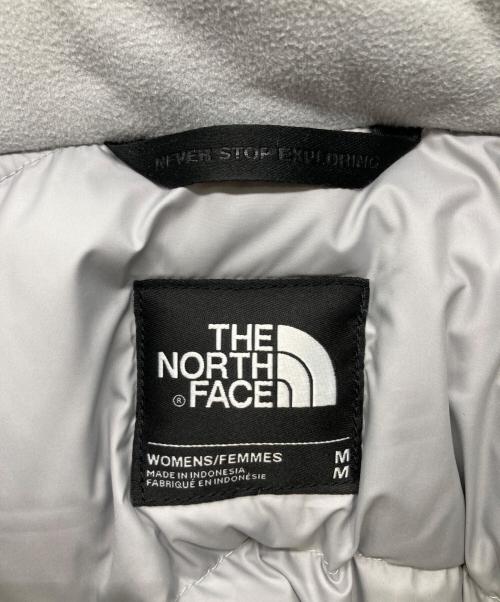 NEVER STOP EXPLORING
THE
NORTH
® FACE
WOMENS/FEMMES M
MADE IN INDONESIA M
FABRIQUÉ EN INDONÉSIE